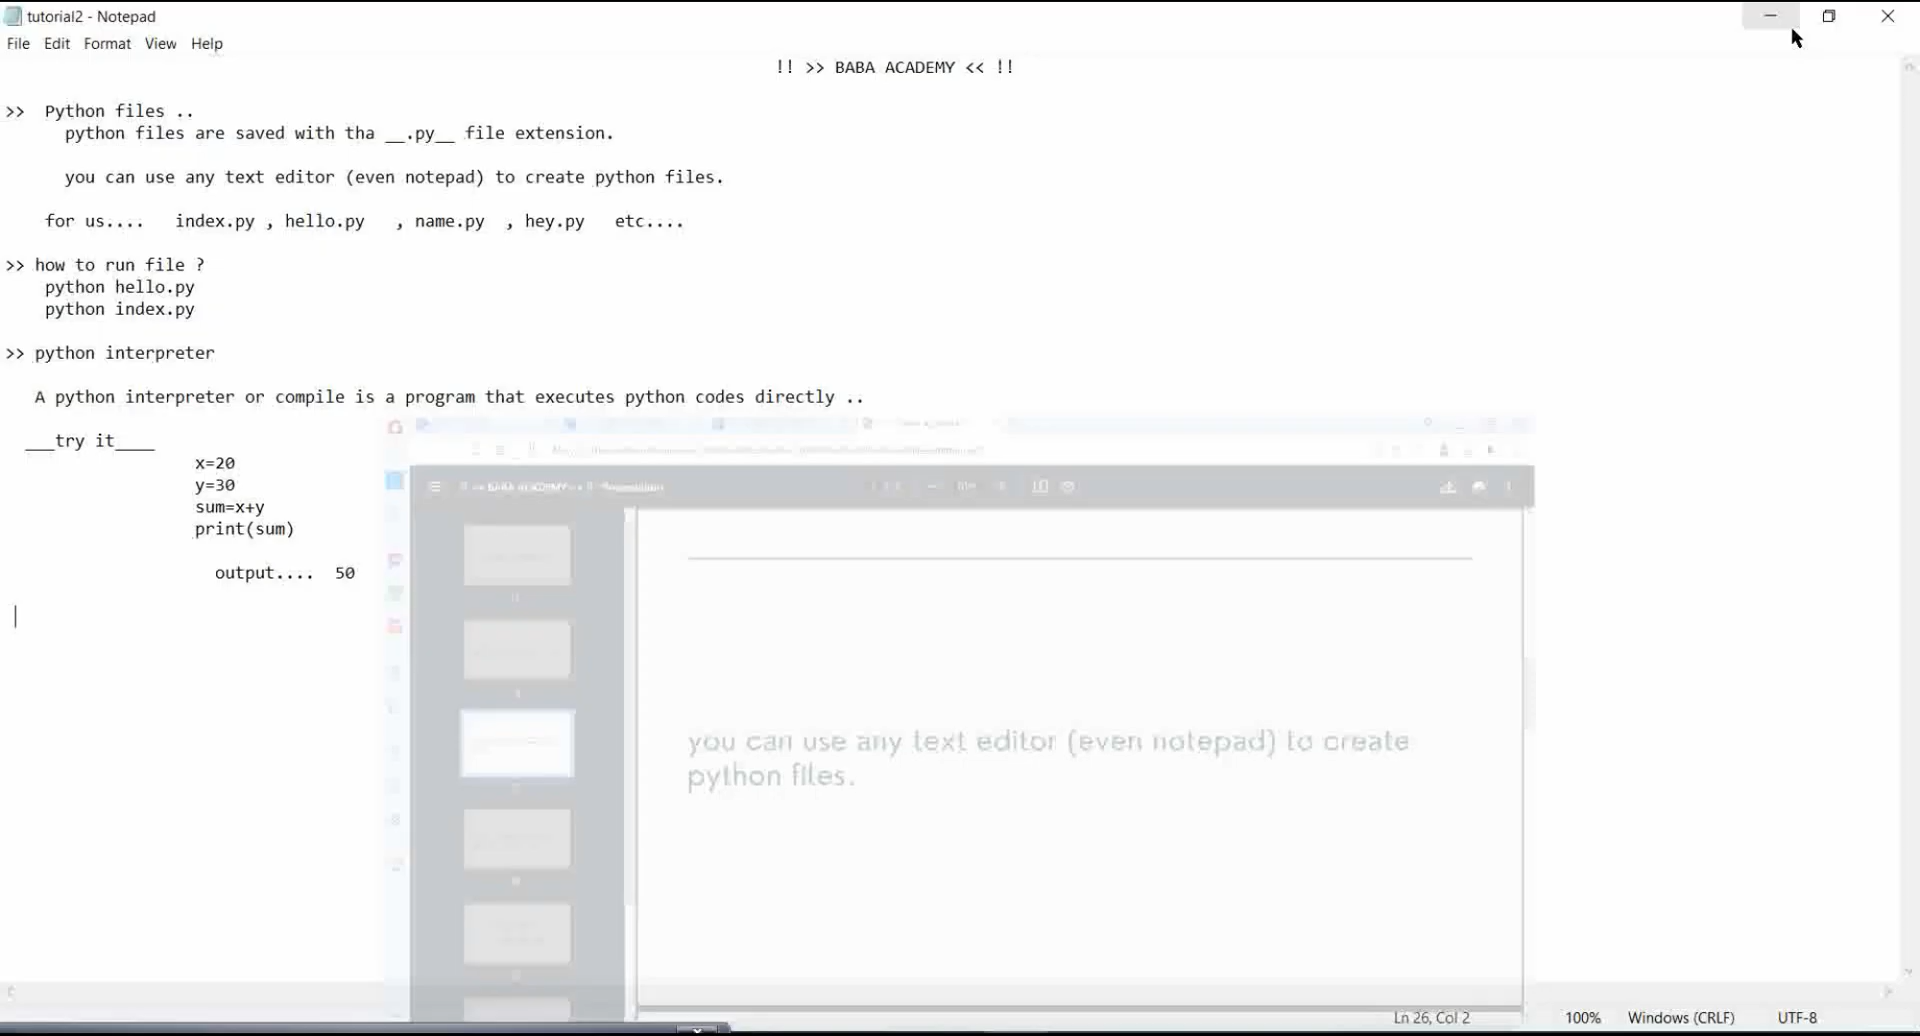 tutorial2 - Notepad
File Edit Format View Help
!! >> BABA ACADEMY << !!
>> Python files ..
python files are saved with tha __.py__ file extension.
you can use any text editor (even notepad) to create python files.
for us.... index.py , hello.py , name.py , hey.py etc....
>> how to run file ?
python hello.py
python index.py
>> python interpreter
A python interpreter or compile is a program that executes python codes directly ..
___try it____
x=20
y=30
sum=x+y
print(sum)
output.... 50
BABA ACADEMY
you can use any text editor (even notepad) to create
python files.
Ln 26, Col 2 100% Windows (CRLF) UTF-8